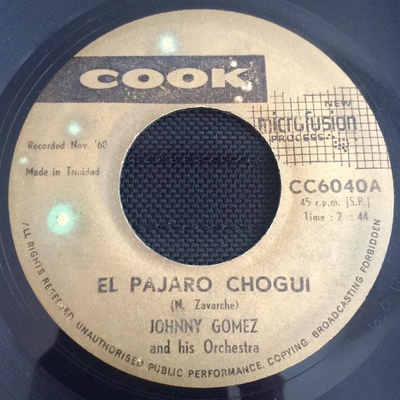 COOK
NEW
microfusion
PROCESS
Recorded Nov. '60
Made in Trinidad
CC6040A
45 r.p.m. [S.P.]
Time : 2 : 44
EL PAJARO CHOGUI
(N. Zavarche)
JOHNNY GOMEZ
and his Orchestra
ALL RIGHTS RESERVED. UNAUTHORISED PUBLIC PERFORMANCE. COPYING. BROADCASTING FORBIDDEN